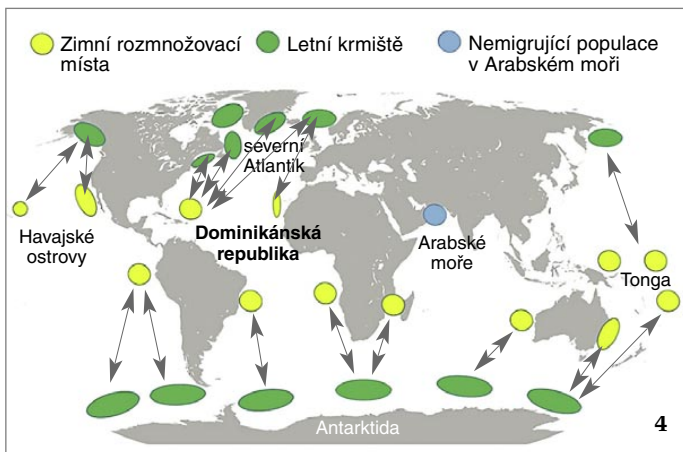 Zimní rozmnožovací
místa
Letní krmiště
Nemigrující populace
v Arabském moři
severní
Atlantik
Havajské
ostrovy
Dominikánská
republika
Arabské
moře
Tonga
Antarktida
4